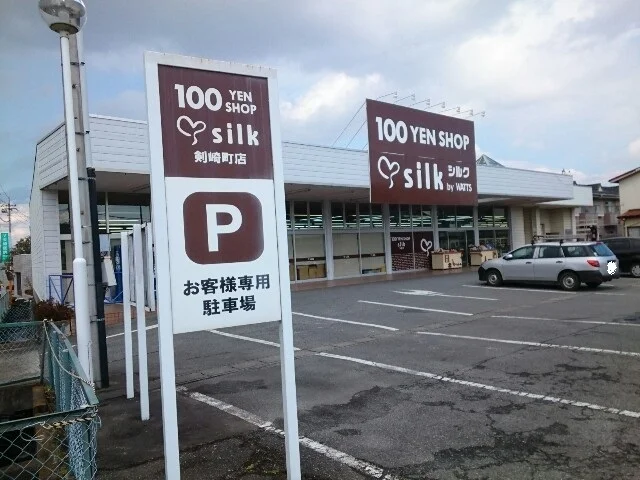 100 YEN
SHOP
silk
剣崎町店
P
お客様専用
駐車場
100 YEN SHOP
silk シルク
by WATTS